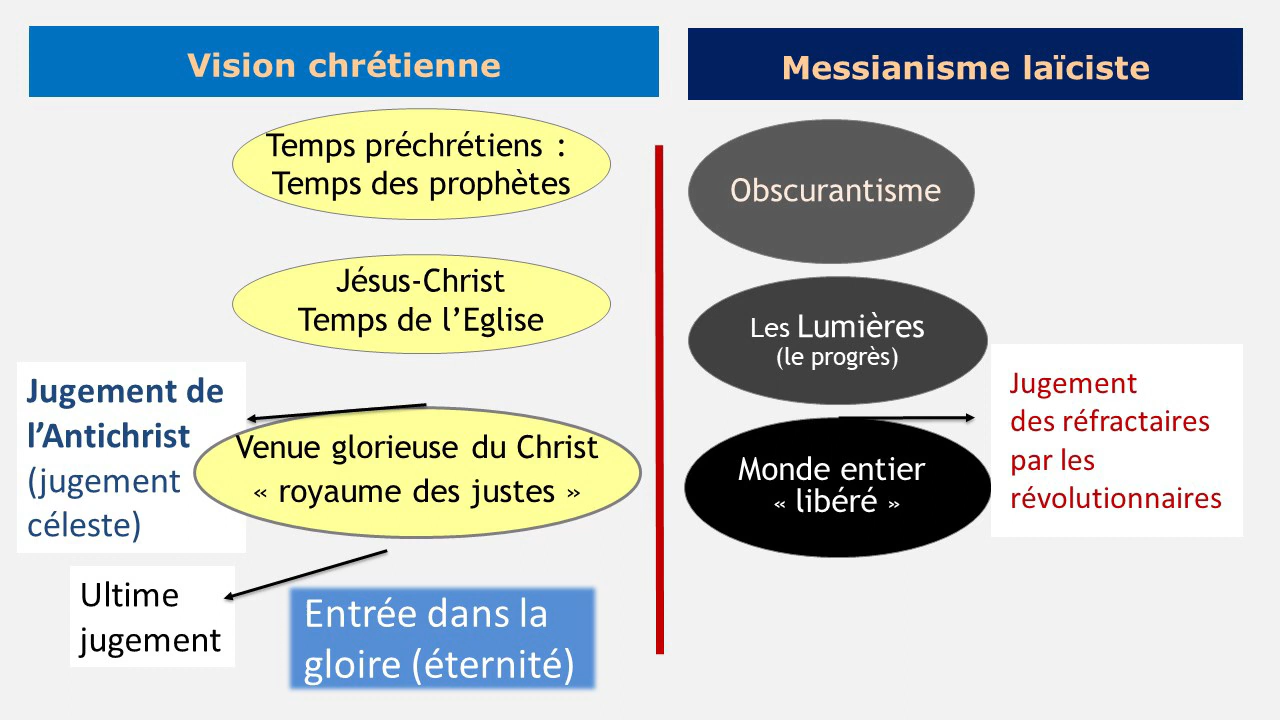 Vision chrétienne
Temps préchrétiens :
Temps des prophètes
Jésus-Christ
Temps de l’Eglise
Jugement de
l’Antichrist
(jugement
céleste)
Venue glorieuse du Christ
« royaume des justes »
Ultime
jugement
Entrée dans la
gloire (éternité)
Messianisme laïciste
Obscurantisme
Les Lumières
(le progrès)
Monde entier
« libéré »
Jugement
des réfractaires
par les
révolutionnaires